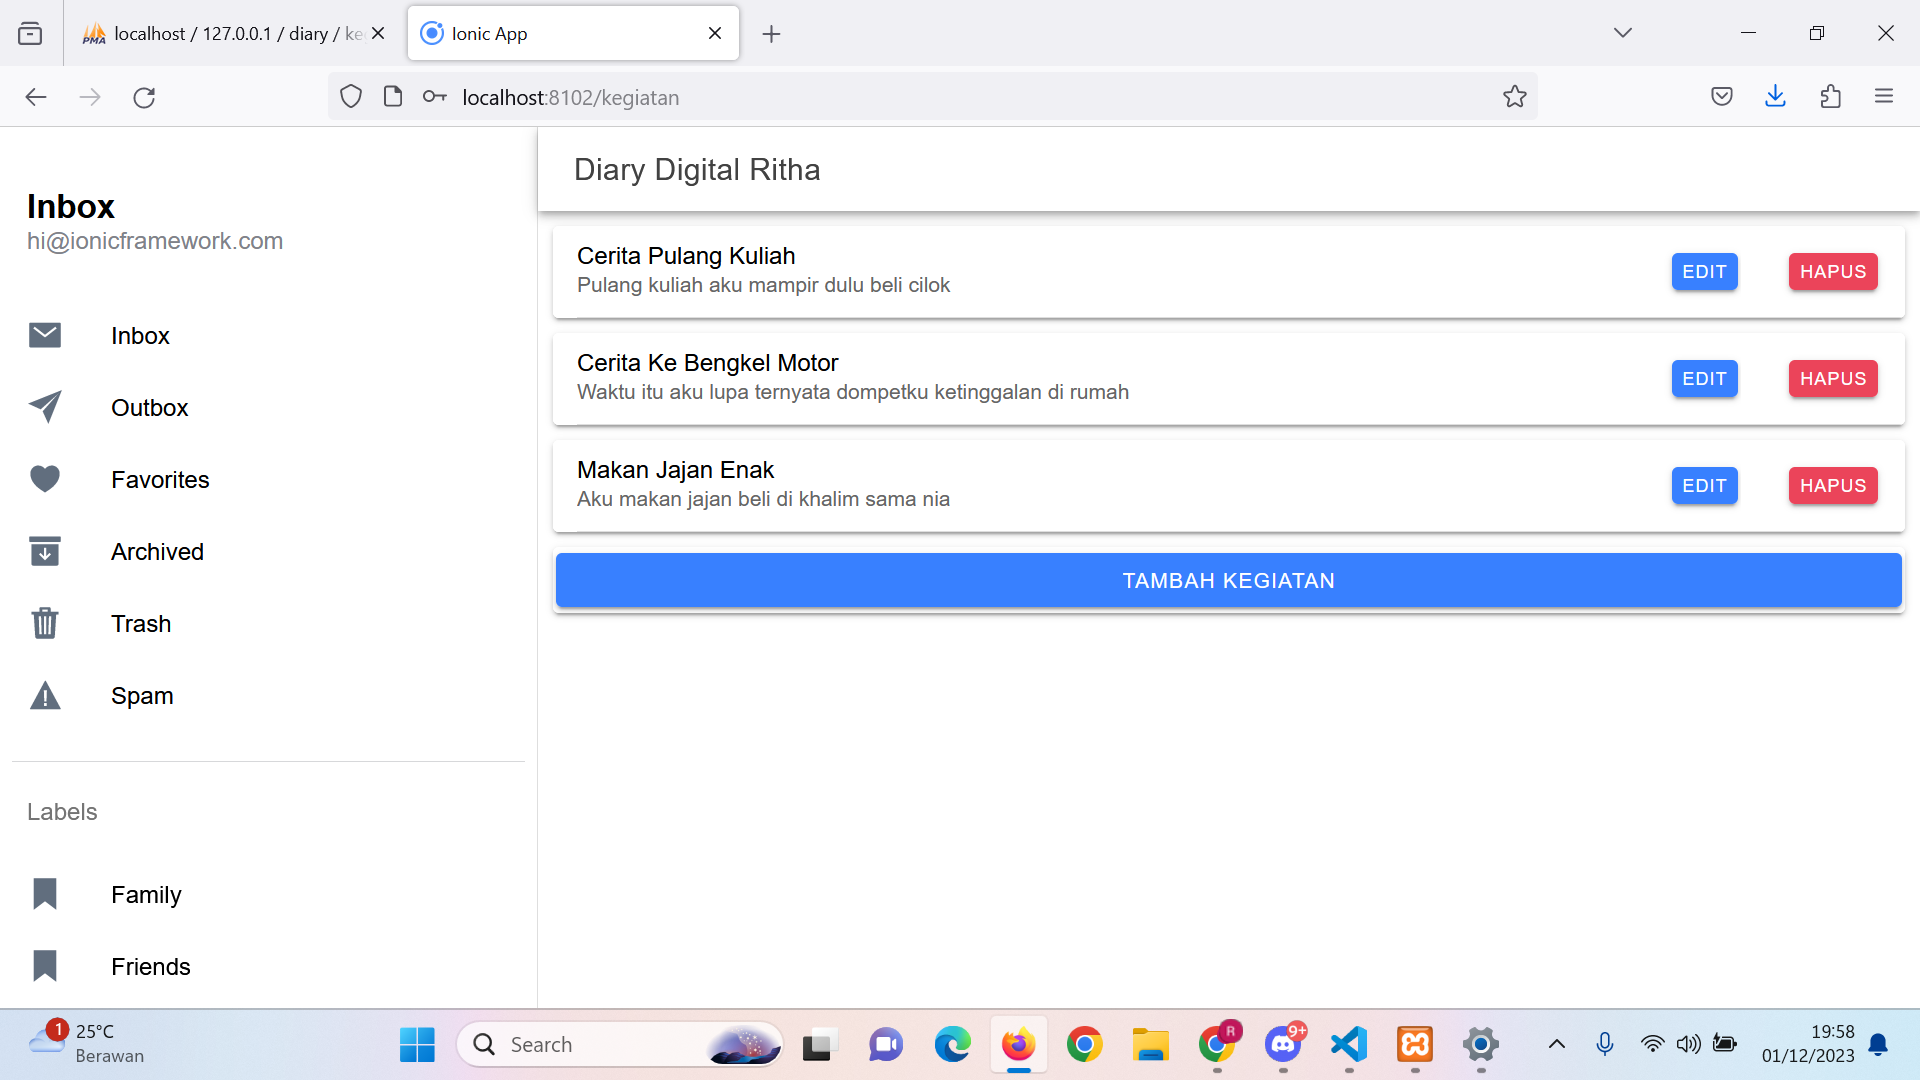 localhost / 127.0.0.1 / diary / ke
Ionic App
localhost:8102/kegiatan
Inbox
hi@ionicframework.com
Inbox
Outbox
Favorites
Archived
Trash
Spam
Labels
Family
Friends
Diary Digital Ritha
Cerita Pulang Kuliah
Pulang kuliah aku mampir dulu beli cilok
EDIT
HAPUS
Cerita Ke Bengkel Motor
Waktu itu aku lupa ternyata dompetku ketinggalan di rumah
EDIT
HAPUS
Makan Jajan Enak
Aku makan jajan beli di khalim sama nia
EDIT
HAPUS
TAMBAH KEGIATAN
1
25°C
Berawan
Search
R
9+
19:58
01/12/2023